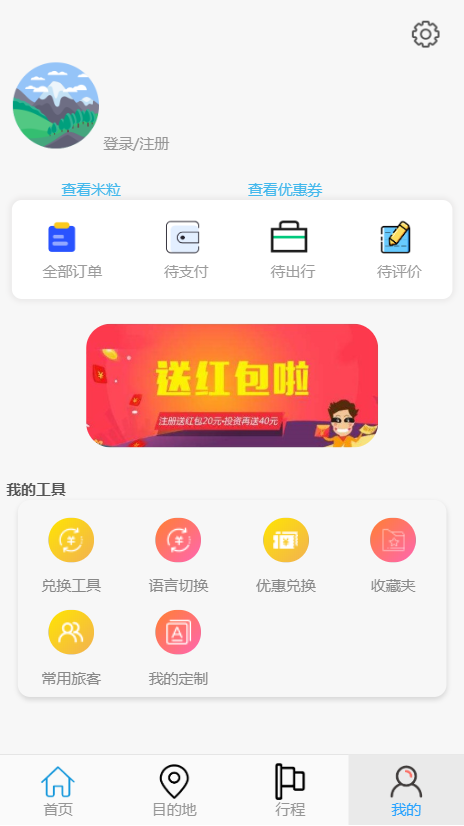 登录/注册
查看米粒 查看优惠券
全部订单 待支付 待出行 待评价
送红包啦
注册送红包20元•投资再送40元
我的工具
兑换工具 语言切换 优惠兑换 收藏夹
常用旅客 我的定制
首页 目的地 行程 我的